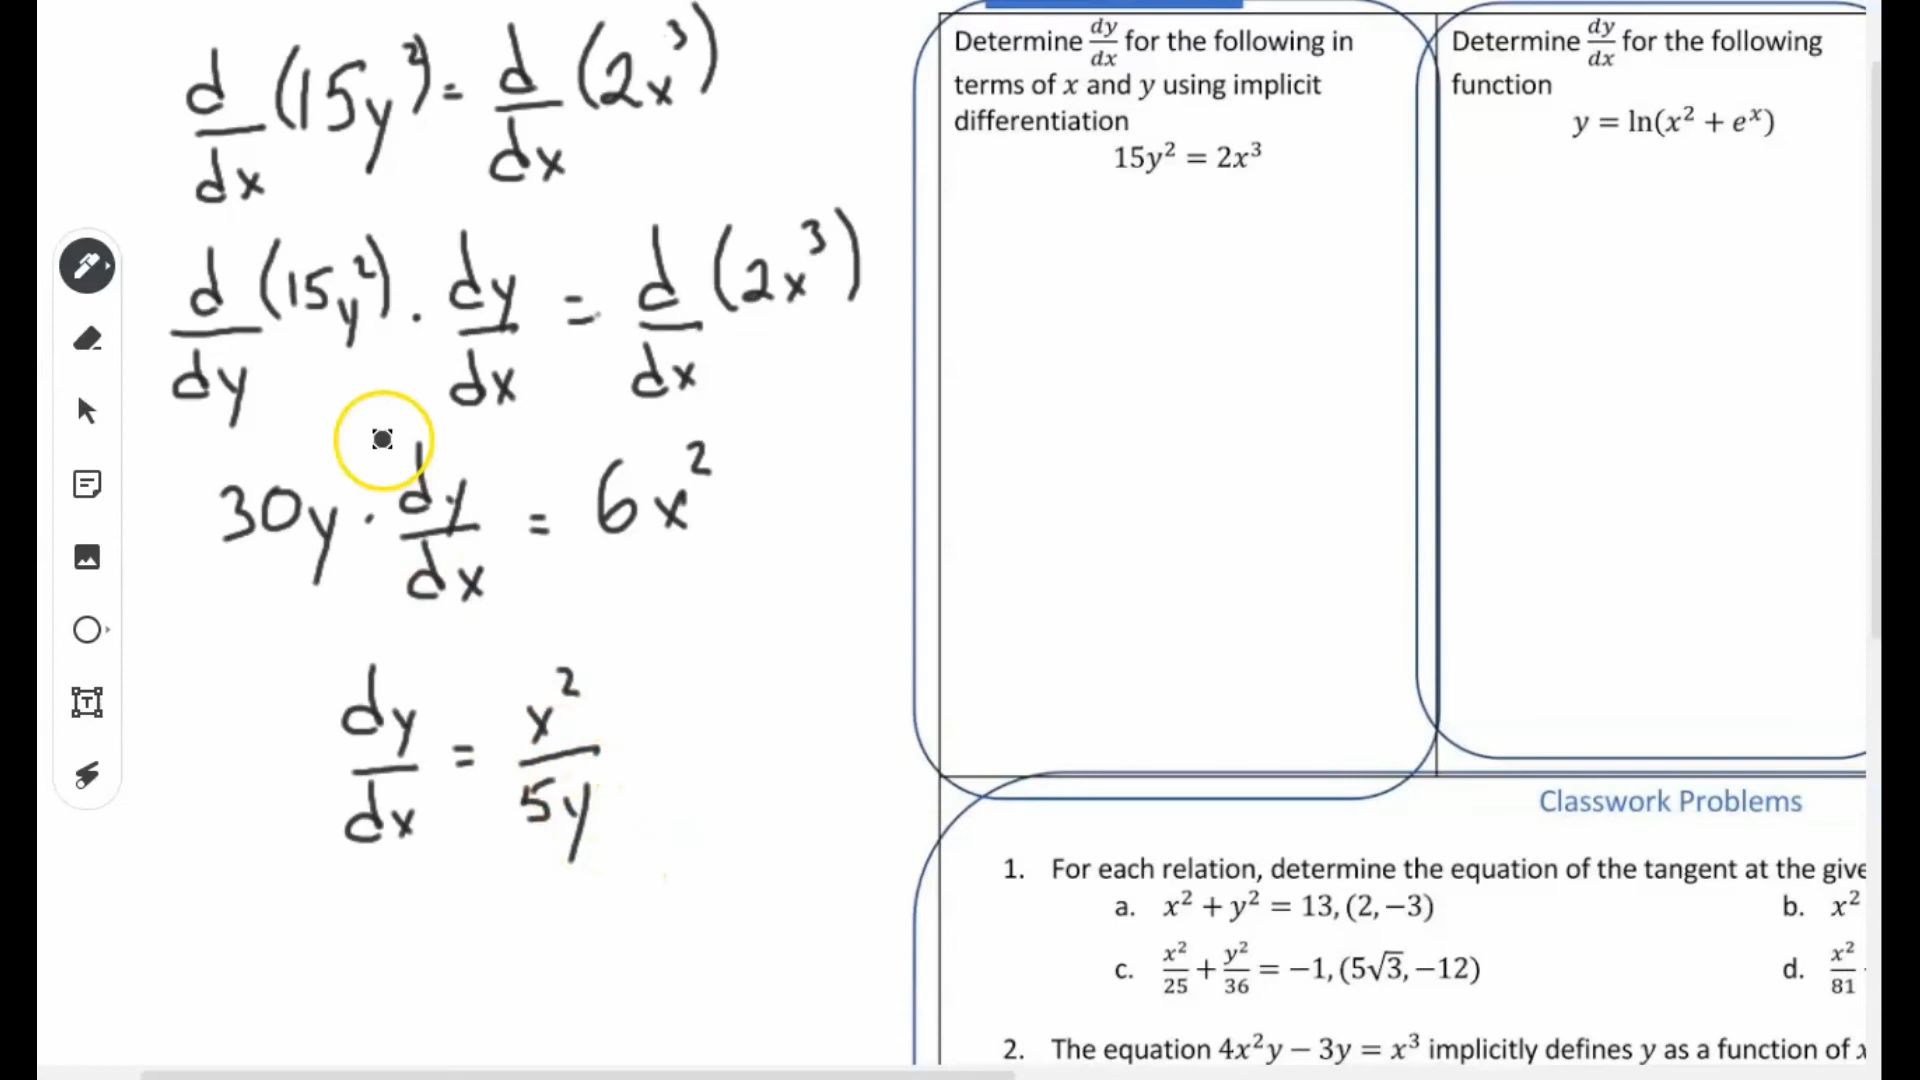 d/dx (15y²) = d/dx (2x³)
d/dy (15y²) · dy/dx = d/dx (2x³)
30y · dy/dx = 6x²
dy/dx = x²/5y
Determine dy/dx for the following in
terms of x and y using implicit
differentiation
15y² = 2x³
Determine dy/dx for the following
function
y = ln(x² + eˣ)
Classwork Problems
1. For each relation, determine the equation of the tangent at the give
a. x² + y² = 13, (2, −3)
b. x²
c. x²/25 + y²/36 = −1, (5√3, −12)
d. x²/81
2. The equation 4x²y − 3y = x³ implicitly defines y as a function of x